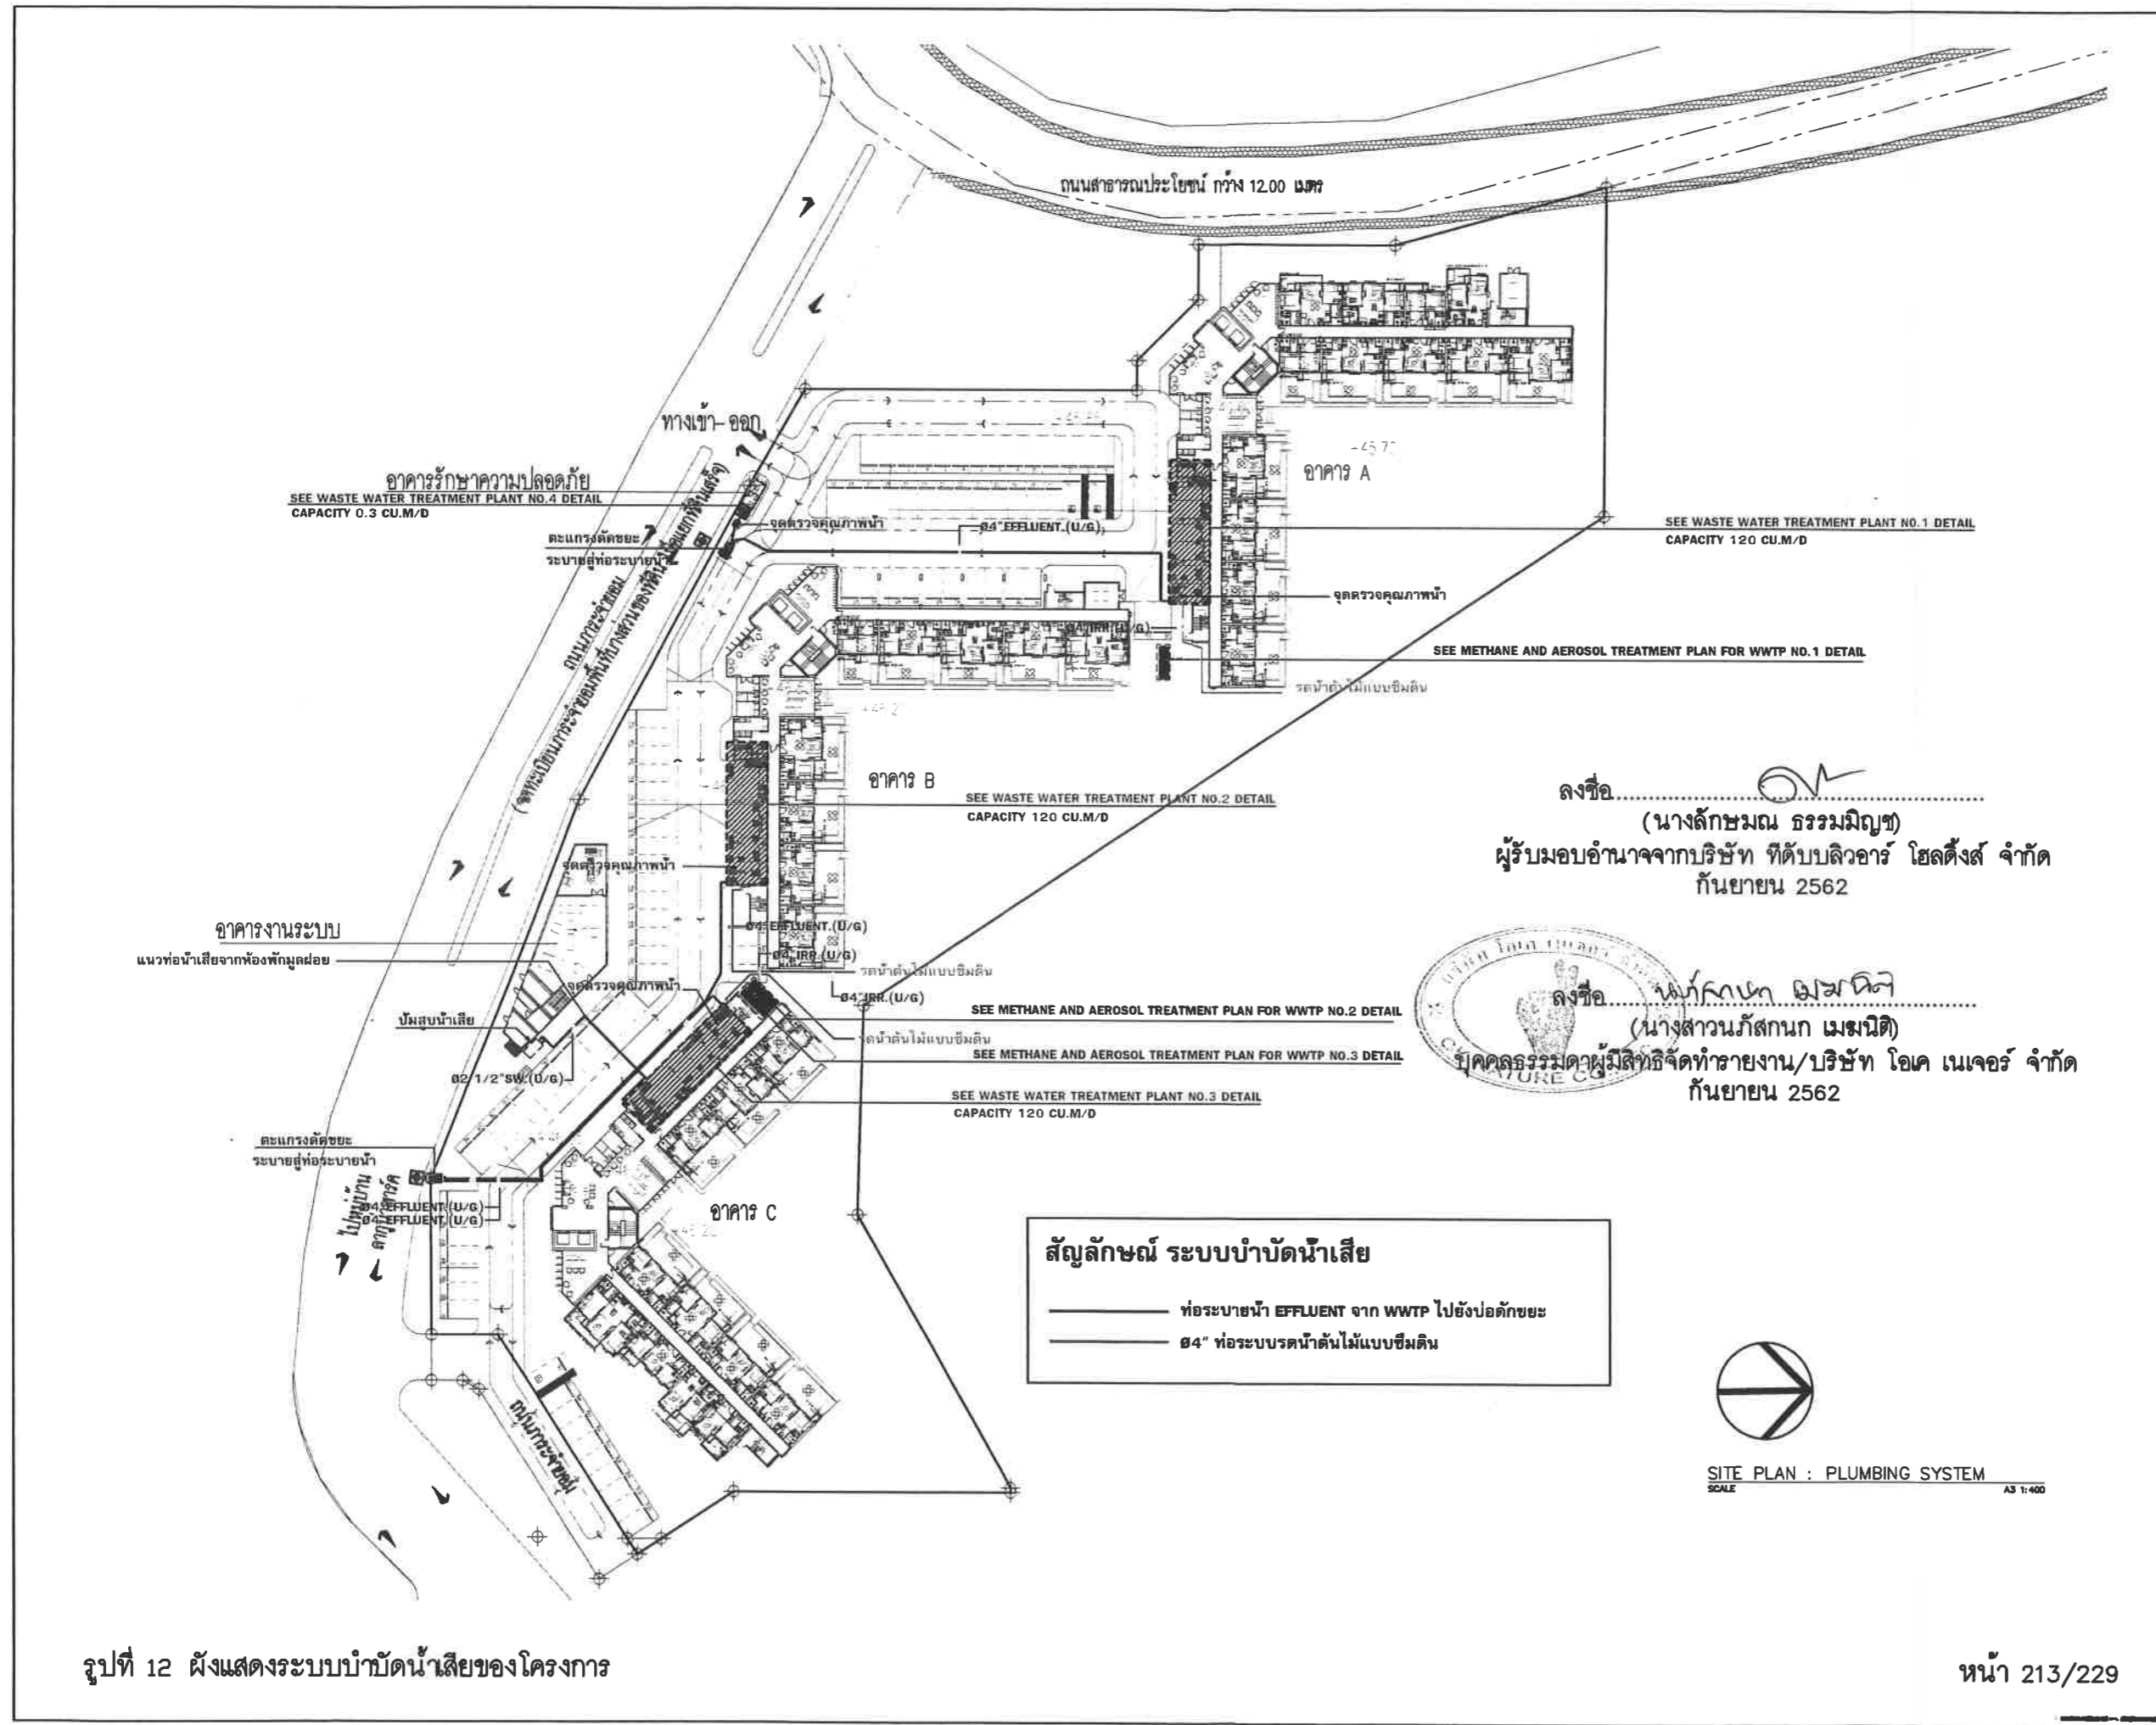 ถนนสาธารณประโยชน์ กว้าง 12.00 เมตร
ทางเข้า-ออก
อาคารรักษาความปลอดภัย
SEE WASTE WATER TREATMENT PLANT NO.4 DETAIL
CAPACITY 0.3 CU.M/D
จุดตรวจคุณภาพน้ำ
Ø4" EFFLUENT.(U/G)
ตะแกรงดักขยะ
ระบายสู่ท่อระบายน้ำ
ถนนภาระจำยอม
อาคาร A
SEE WASTE WATER TREATMENT PLANT NO.1 DETAIL
CAPACITY 120 CU.M/D
จุดตรวจคุณภาพน้ำ
SEE METHANE AND AEROSOL TREATMENT PLAN FOR WWTP NO.1 DETAIL
รดน้ำต้นไม้แบบซึมดิน
อาคาร B
SEE WASTE WATER TREATMENT PLANT NO.2 DETAIL
CAPACITY 120 CU.M/D
จุดตรวจคุณภาพน้ำ
อาคารงานระบบ
แนวท่อน้ำเสียจากห้องพักมูลฝอย
Ø4" EFFLUENT.(U/G)
Ø4" IRR.(U/G)
รดน้ำต้นไม้แบบซึมดิน
จุดตรวจคุณภาพน้ำ
Ø4" IRR.(U/G)
SEE METHANE AND AEROSOL TREATMENT PLAN FOR WWTP NO.2 DETAIL
ปั๊มสูบน้ำเสีย
รดน้ำต้นไม้แบบซึมดิน
SEE METHANE AND AEROSOL TREATMENT PLAN FOR WWTP NO.3 DETAIL
Ø2 1/2"SW.(U/G)
SEE WASTE WATER TREATMENT PLANT NO.3 DETAIL
CAPACITY 120 CU.M/D
ตะแกรงดักขยะ
ระบายสู่ท่อระบายน้ำ
ไปหมู่บ้าน
Ø4" EFFLUENT.(U/G)
Ø4" EFFLUENT.(U/G)
อาคาร C
ถนนภาระจำยอม
ลงชื่อ
(นางลักษมณ ธรรมมิญช)
ผู้รับมอบอำนาจจากบริษัท ทีดับบลิวอาร์ โฮลดิ้งส์ จำกัด
กันยายน 2562
ลงชื่อ
(นางสาวนภัสกนก เมฆนิติ)
บุคคลธรรมดาผู้มีสิทธิจัดทำรายงาน/บริษัท โอเค เนเจอร์ จำกัด
กันยายน 2562
สัญลักษณ์ ระบบบำบัดน้ำเสีย
ท่อระบายน้ำ EFFLUENT จาก WWTP ไปยังบ่อดักขยะ
Ø4" ท่อระบบรดน้ำต้นไม้แบบซึมดิน
SITE PLAN : PLUMBING SYSTEM
SCALE A3 1:400
รูปที่ 12 ผังแสดงระบบบำบัดน้ำเสียของโครงการ
หน้า 213/229